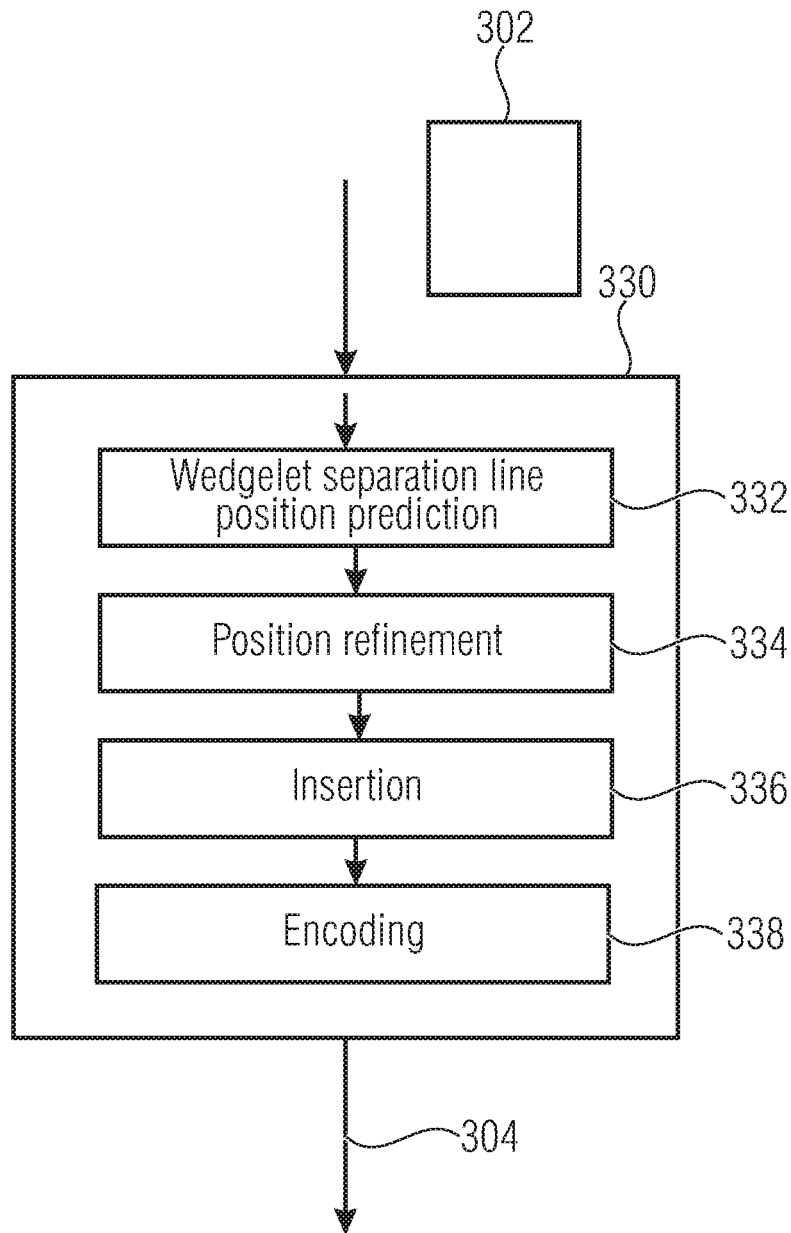 302
330
Wedgelet separation line
position prediction
332
Position refinement
334
Insertion
336
Encoding
338
304